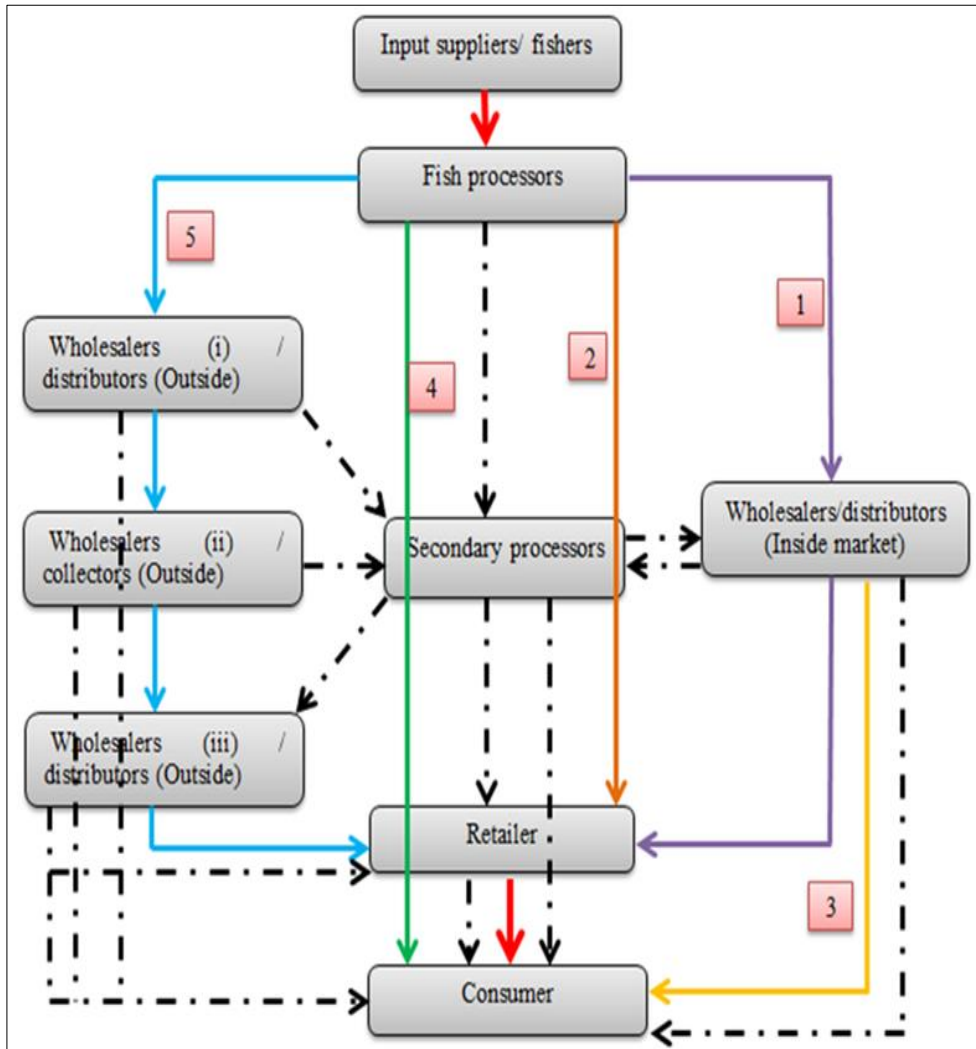 Input suppliers/ fishers
Fish processors
5
1
Wholesalers (i) /
distributors (Outside)
2
4
Wholesalers/distributors
(Inside market)
Wholesalers (ii) /
collectors (Outside)
Secondary processors
Wholesalers (iii) /
distributors (Outside)
Retailer
3
Consumer